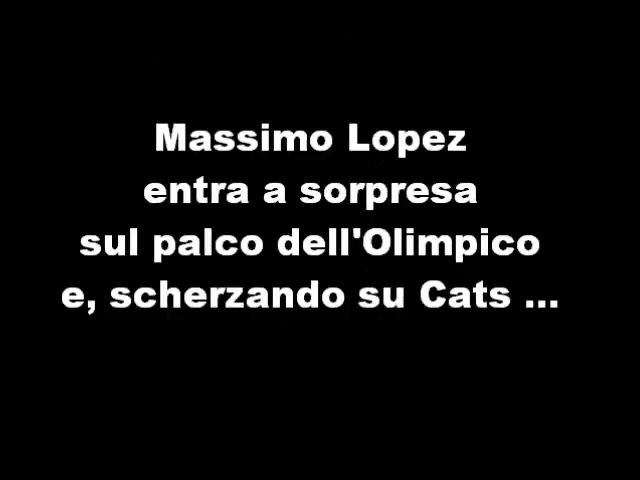 Massimo Lopez
entra a sorpresa
sul palco dell'Olimpico
e, scherzando su Cats ...